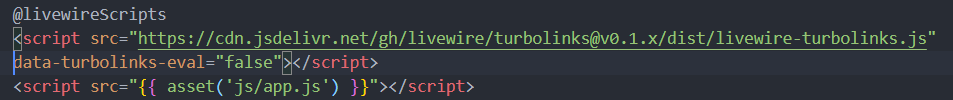 @livewireScripts
<script src="https://cdn.jsdelivr.net/gh/livewire/turbolinks@v0.1.x/dist/livewire-turbolinks.js"
data-turbolinks-eval="false"></script>
<script src="{{ asset('js/app.js') }}"></script>